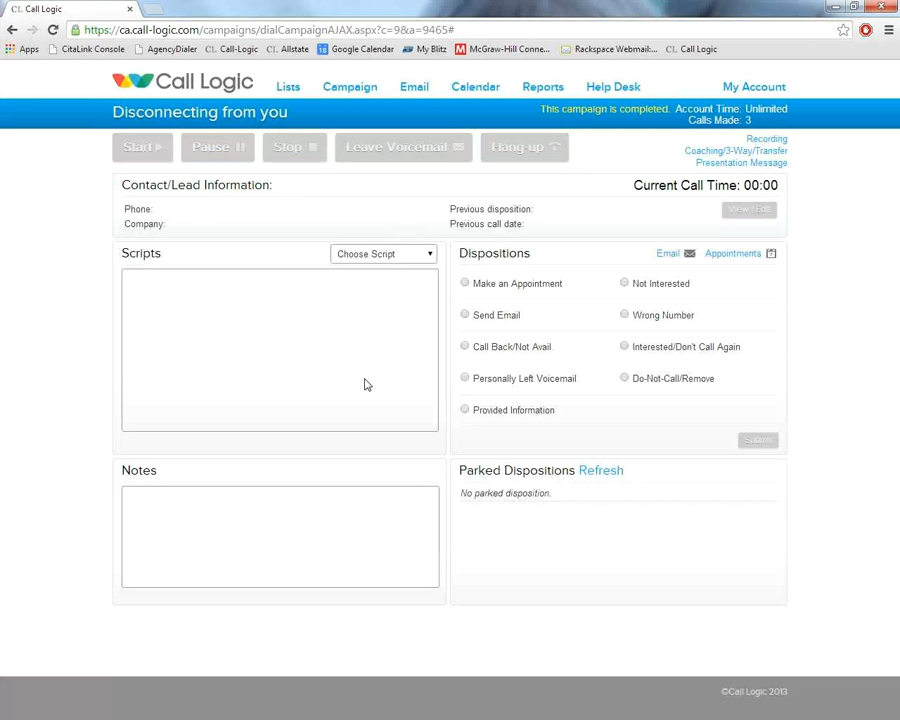 CL Call Logic
https://ca.call-logic.com/campaigns/dialCampaignAJAX.aspx?c=9&a=9465#
Apps CitaLink Console AgencyDialer CL Call-Logic CL Allstate 18 Google Calendar My Blitz M McGraw-Hill Conne... Rackspace Webmail:... CL Call Logic
Call Logic Lists Campaign Email Calendar Reports Help Desk My Account
Disconnecting from you This campaign is completed. Account Time: Unlimited
Calls Made: 3
Start Pause Stop Leave Voicemail Hang-up
Recording
Coaching/3-Way/Transfer
Presentation Message
Contact/Lead Information: Current Call Time: 00:00
Phone: Previous disposition: View / Edit
Company: Previous call date:
Scripts Choose Script
Dispositions Email Appointments
Make an Appointment Not Interested
Send Email Wrong Number
Call Back/Not Avail. Interested/Don't Call Again
Personally Left Voicemail Do-Not-Call/Remove
Provided Information
Submit
Notes
Parked Dispositions Refresh
No parked disposition.
©Call Logic 2013